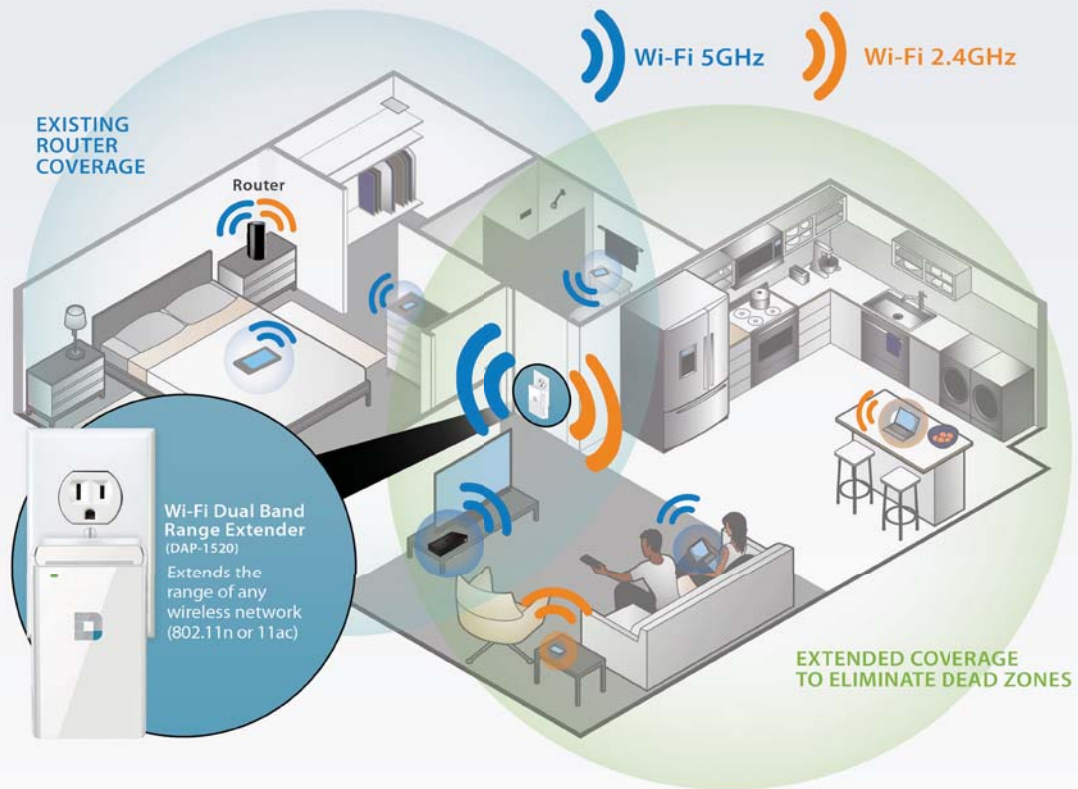 Wi-Fi 5GHz
Wi-Fi 2.4GHz
EXISTING
ROUTER
COVERAGE
Router
Wi-Fi Dual Band
Range Extender
(DAP-1520)
Extends the
range of any
wireless network
(802.11n or 11ac)
EXTENDED COVERAGE
TO ELIMINATE DEAD ZONES